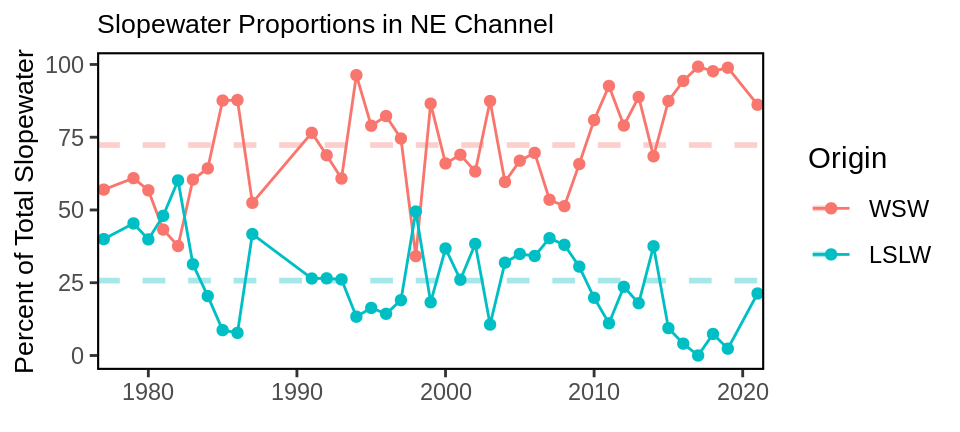 Slopewater Proportions in NE Channel
Percent of Total Slopewater
100
75
50
25
0
1980
1990
2000
2010
2020
Origin
WSW
LSLW